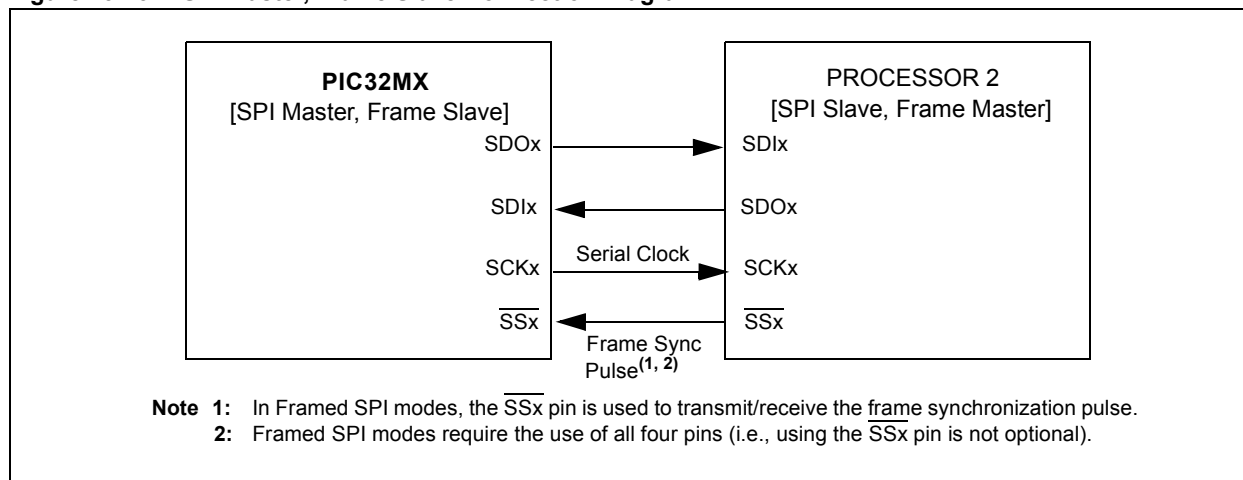 PIC32MX
[SPI Master, Frame Slave]
PROCESSOR 2
[SPI Slave, Frame Master]
SDOx
SDIx
SDIx
SDOx
SCKx
Serial Clock
SCKx
SSx
Frame Sync
Pulse(1, 2)
SSx
Note 1: In Framed SPI modes, the SSx pin is used to transmit/receive the frame synchronization pulse.
2: Framed SPI modes require the use of all four pins (i.e., using the SSx pin is not optional).